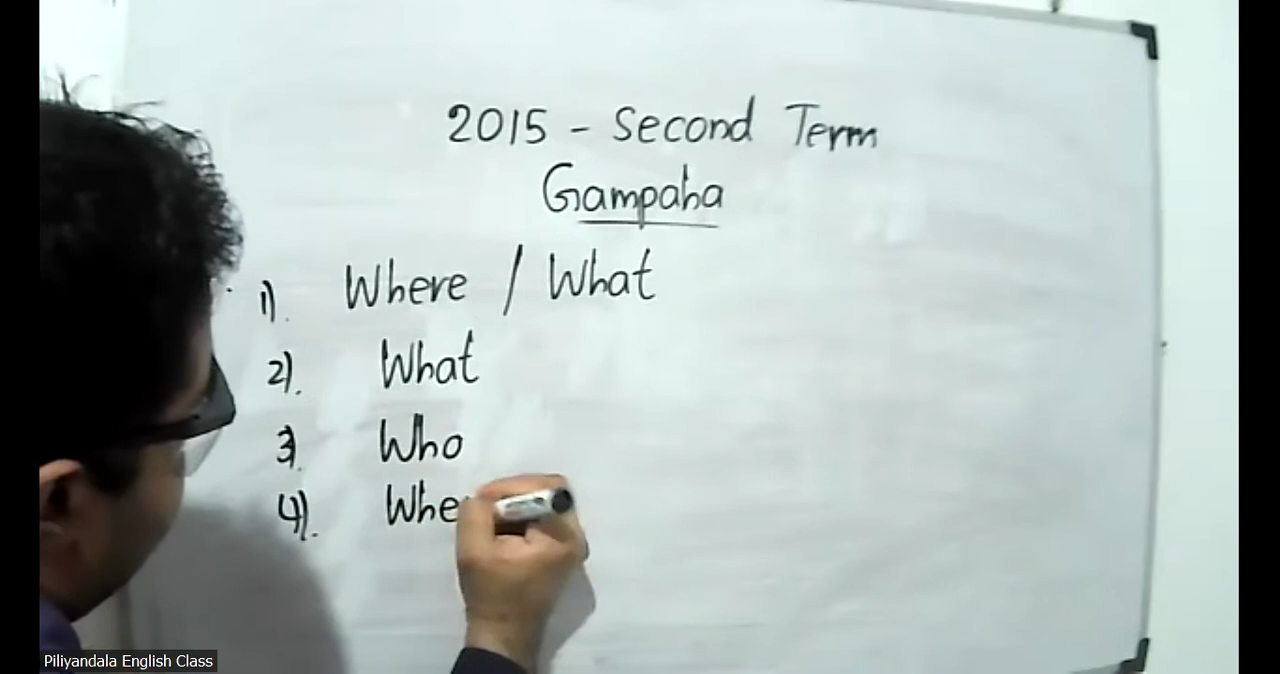 2015 - Second Term
Gampaha
1). Where / What
2). What
3). Who
4). Whe
Piliyandala English Class